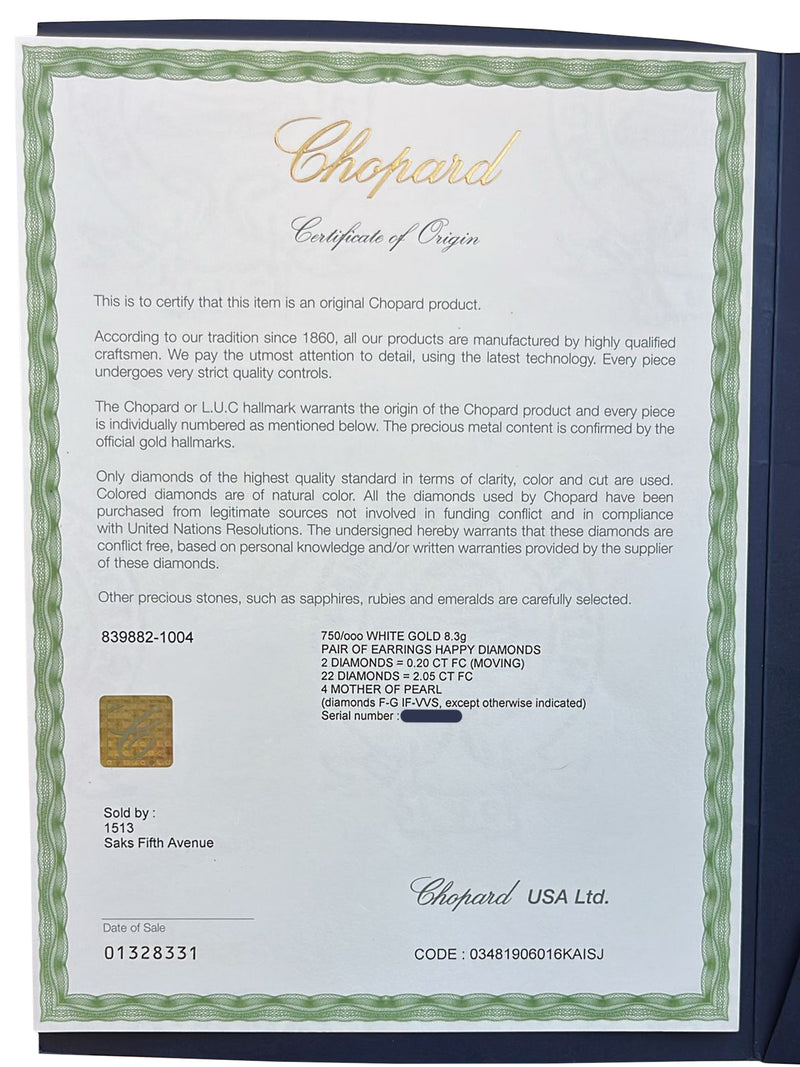 Chopard
Certificate of Origin
This is to certify that this item is an original Chopard product.
According to our tradition since 1860, all our products are manufactured by highly qualified
craftsmen. We pay the utmost attention to detail, using the latest technology. Every piece
undergoes very strict quality controls.
The Chopard or L.U.C hallmark warrants the origin of the Chopard product and every piece
is individually numbered as mentioned below. The precious metal content is confirmed by the
official gold hallmarks.
Only diamonds of the highest quality standard in terms of clarity, color and cut are used.
Colored diamonds are of natural color. All the diamonds used by Chopard have been
purchased from legitimate sources not involved in funding conflict and in compliance
with United Nations Resolutions. The undersigned hereby warrants that these diamonds are
conflict free, based on personal knowledge and/or written warranties provided by the supplier
of these diamonds.
Other precious stones, such as sapphires, rubies and emeralds are carefully selected.
839882-1004
750/ooo WHITE GOLD 8.3g
PAIR OF EARRINGS HAPPY DIAMONDS
2 DIAMONDS = 0.20 CT FC (MOVING)
22 DIAMONDS = 2.05 CT FC
4 MOTHER OF PEARL
(diamonds F-G IF-VVS, except otherwise indicated)
Serial number :
Sold by :
1513
Saks Fifth Avenue
Chopard USA Ltd.
Date of Sale
01328331
CODE : 03481906016KAISJ